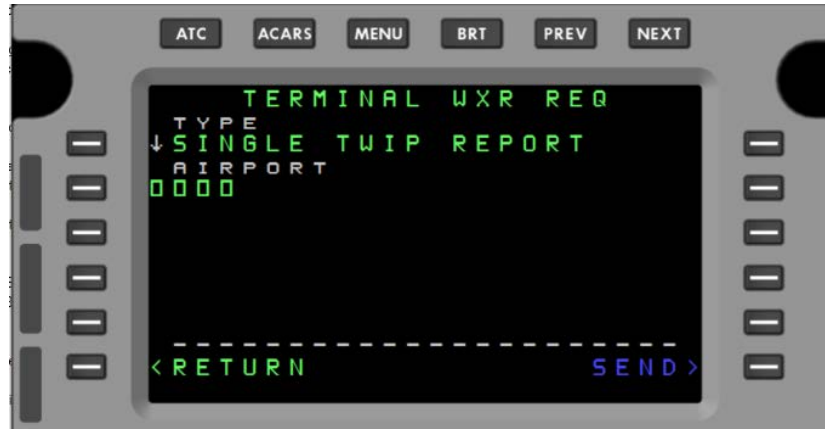 ATC ACARS MENU BRT PREV NEXT
TERMINAL WXR REQ
TYPE
↓SINGLE TWIP REPORT
AIRPORT
▯▯▯▯
----------------------
<RETURN SEND>